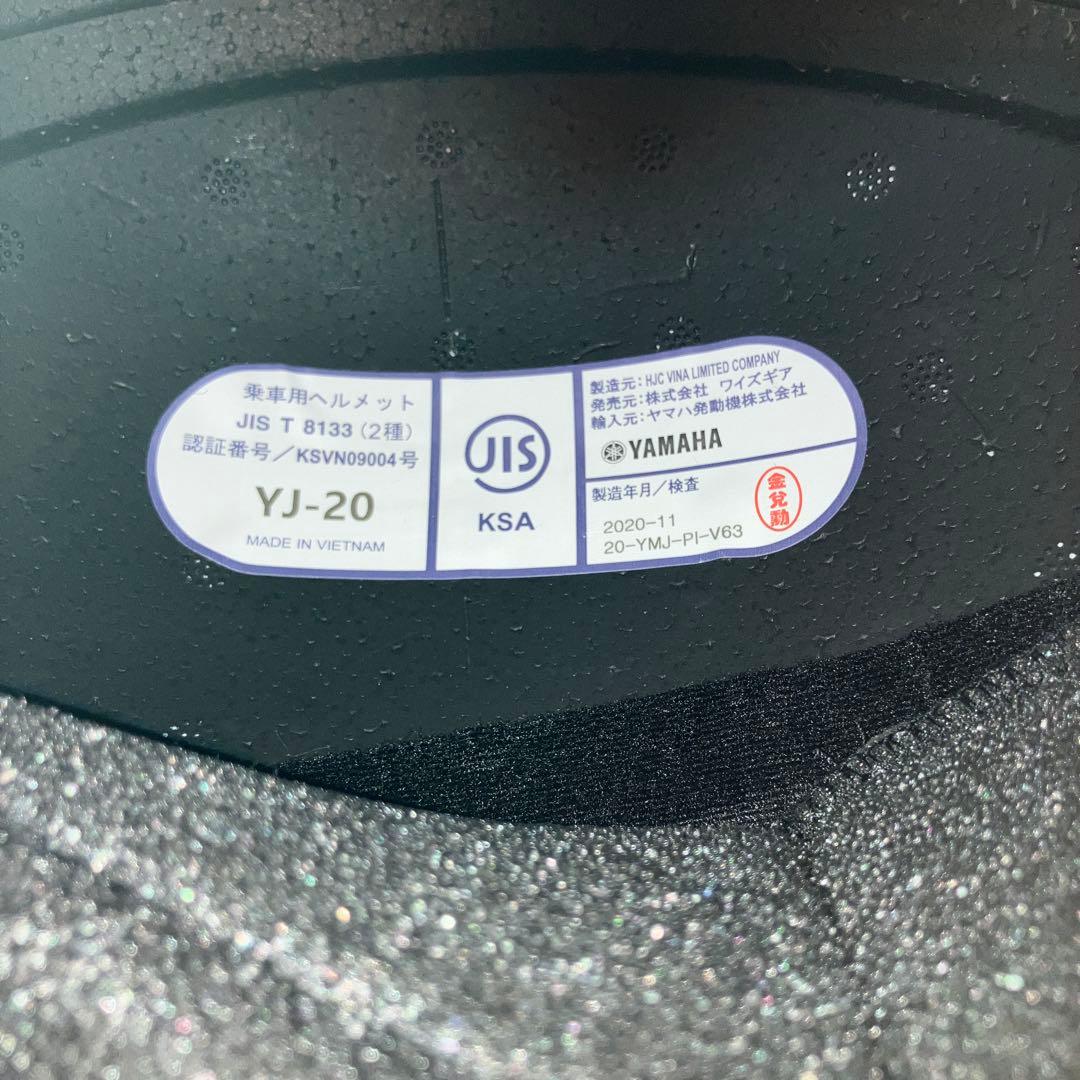 乗車用ヘルメット
JIS T 8133 (2種)
認証番号／KSVN09004号
YJ-20
MADE IN VIETNAM
JIS
KSA
製造元：HJC VINA LIMITED COMPANY
発売元：株式会社 ワイズギア
輸入元：ヤマハ発動機株式会社
YAMAHA
製造年月／検査
2020-11
20-YMJ-PI-V63
金兌勳